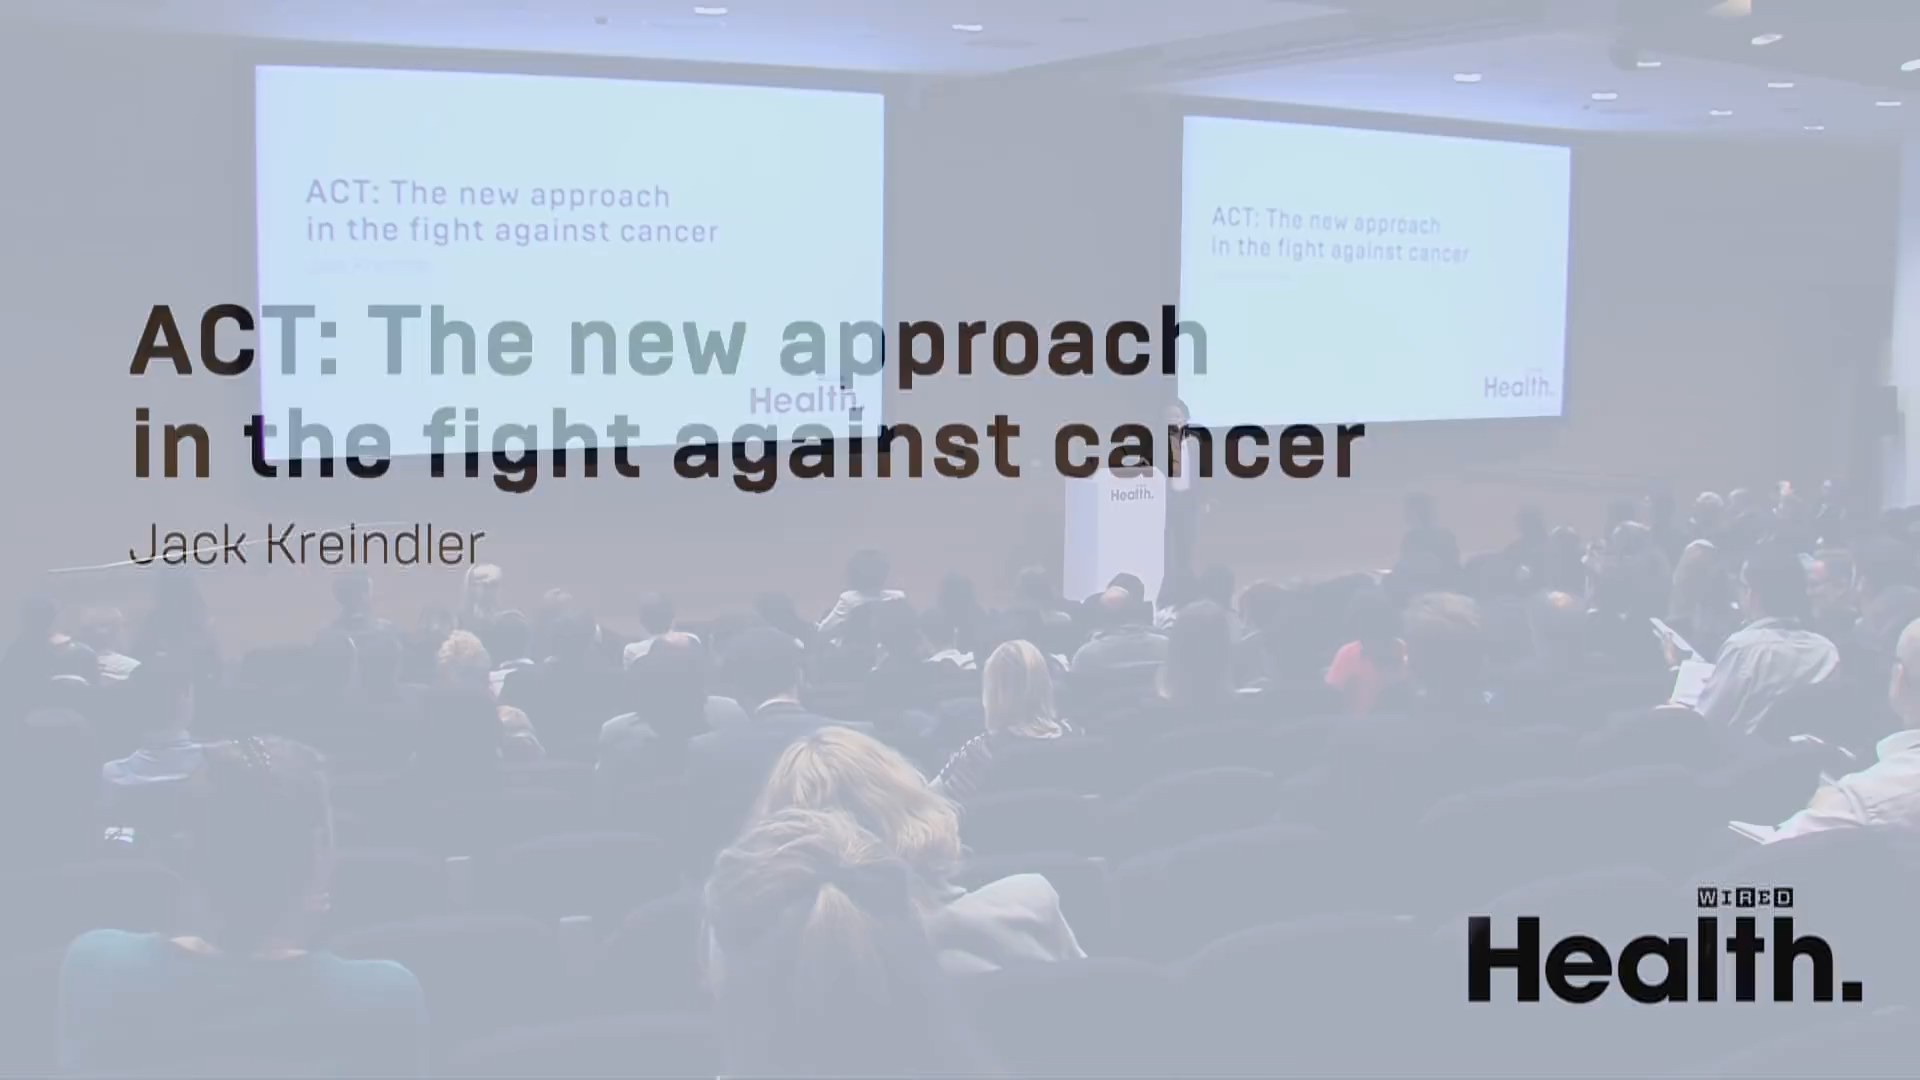 ACT: The new approach
in the fight against cancer
ACT: The new approach
in the fight against cancer
Health.
Health.
ACT: The new approach
in the fight against cancer
Jack Kreindler
Health.
WIRED
Health.